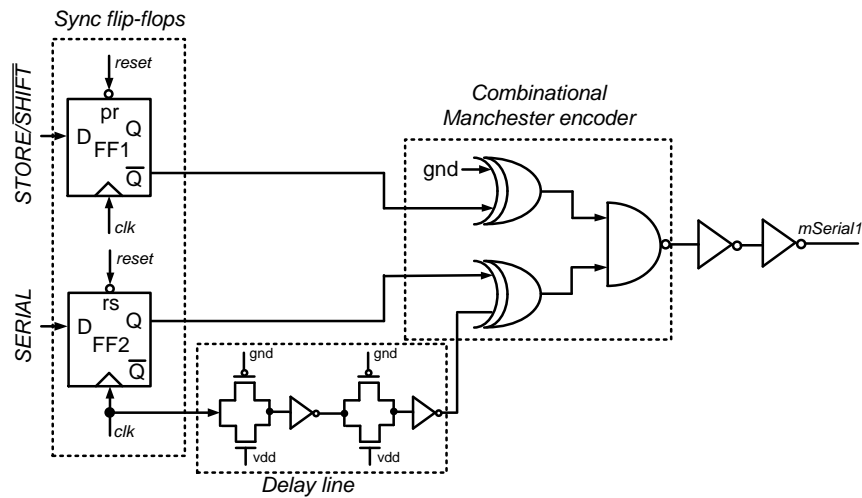 Sync flip-flops
reset
pr
D
Q
FF1
Q̅
clk
STORE/S̅H̅I̅F̅T̅
reset
rs
D
Q
FF2
Q̅
clk
SERIAL
Combinational
Manchester encoder
gnd
mSerial1
gnd
gnd
vdd
vdd
Delay line